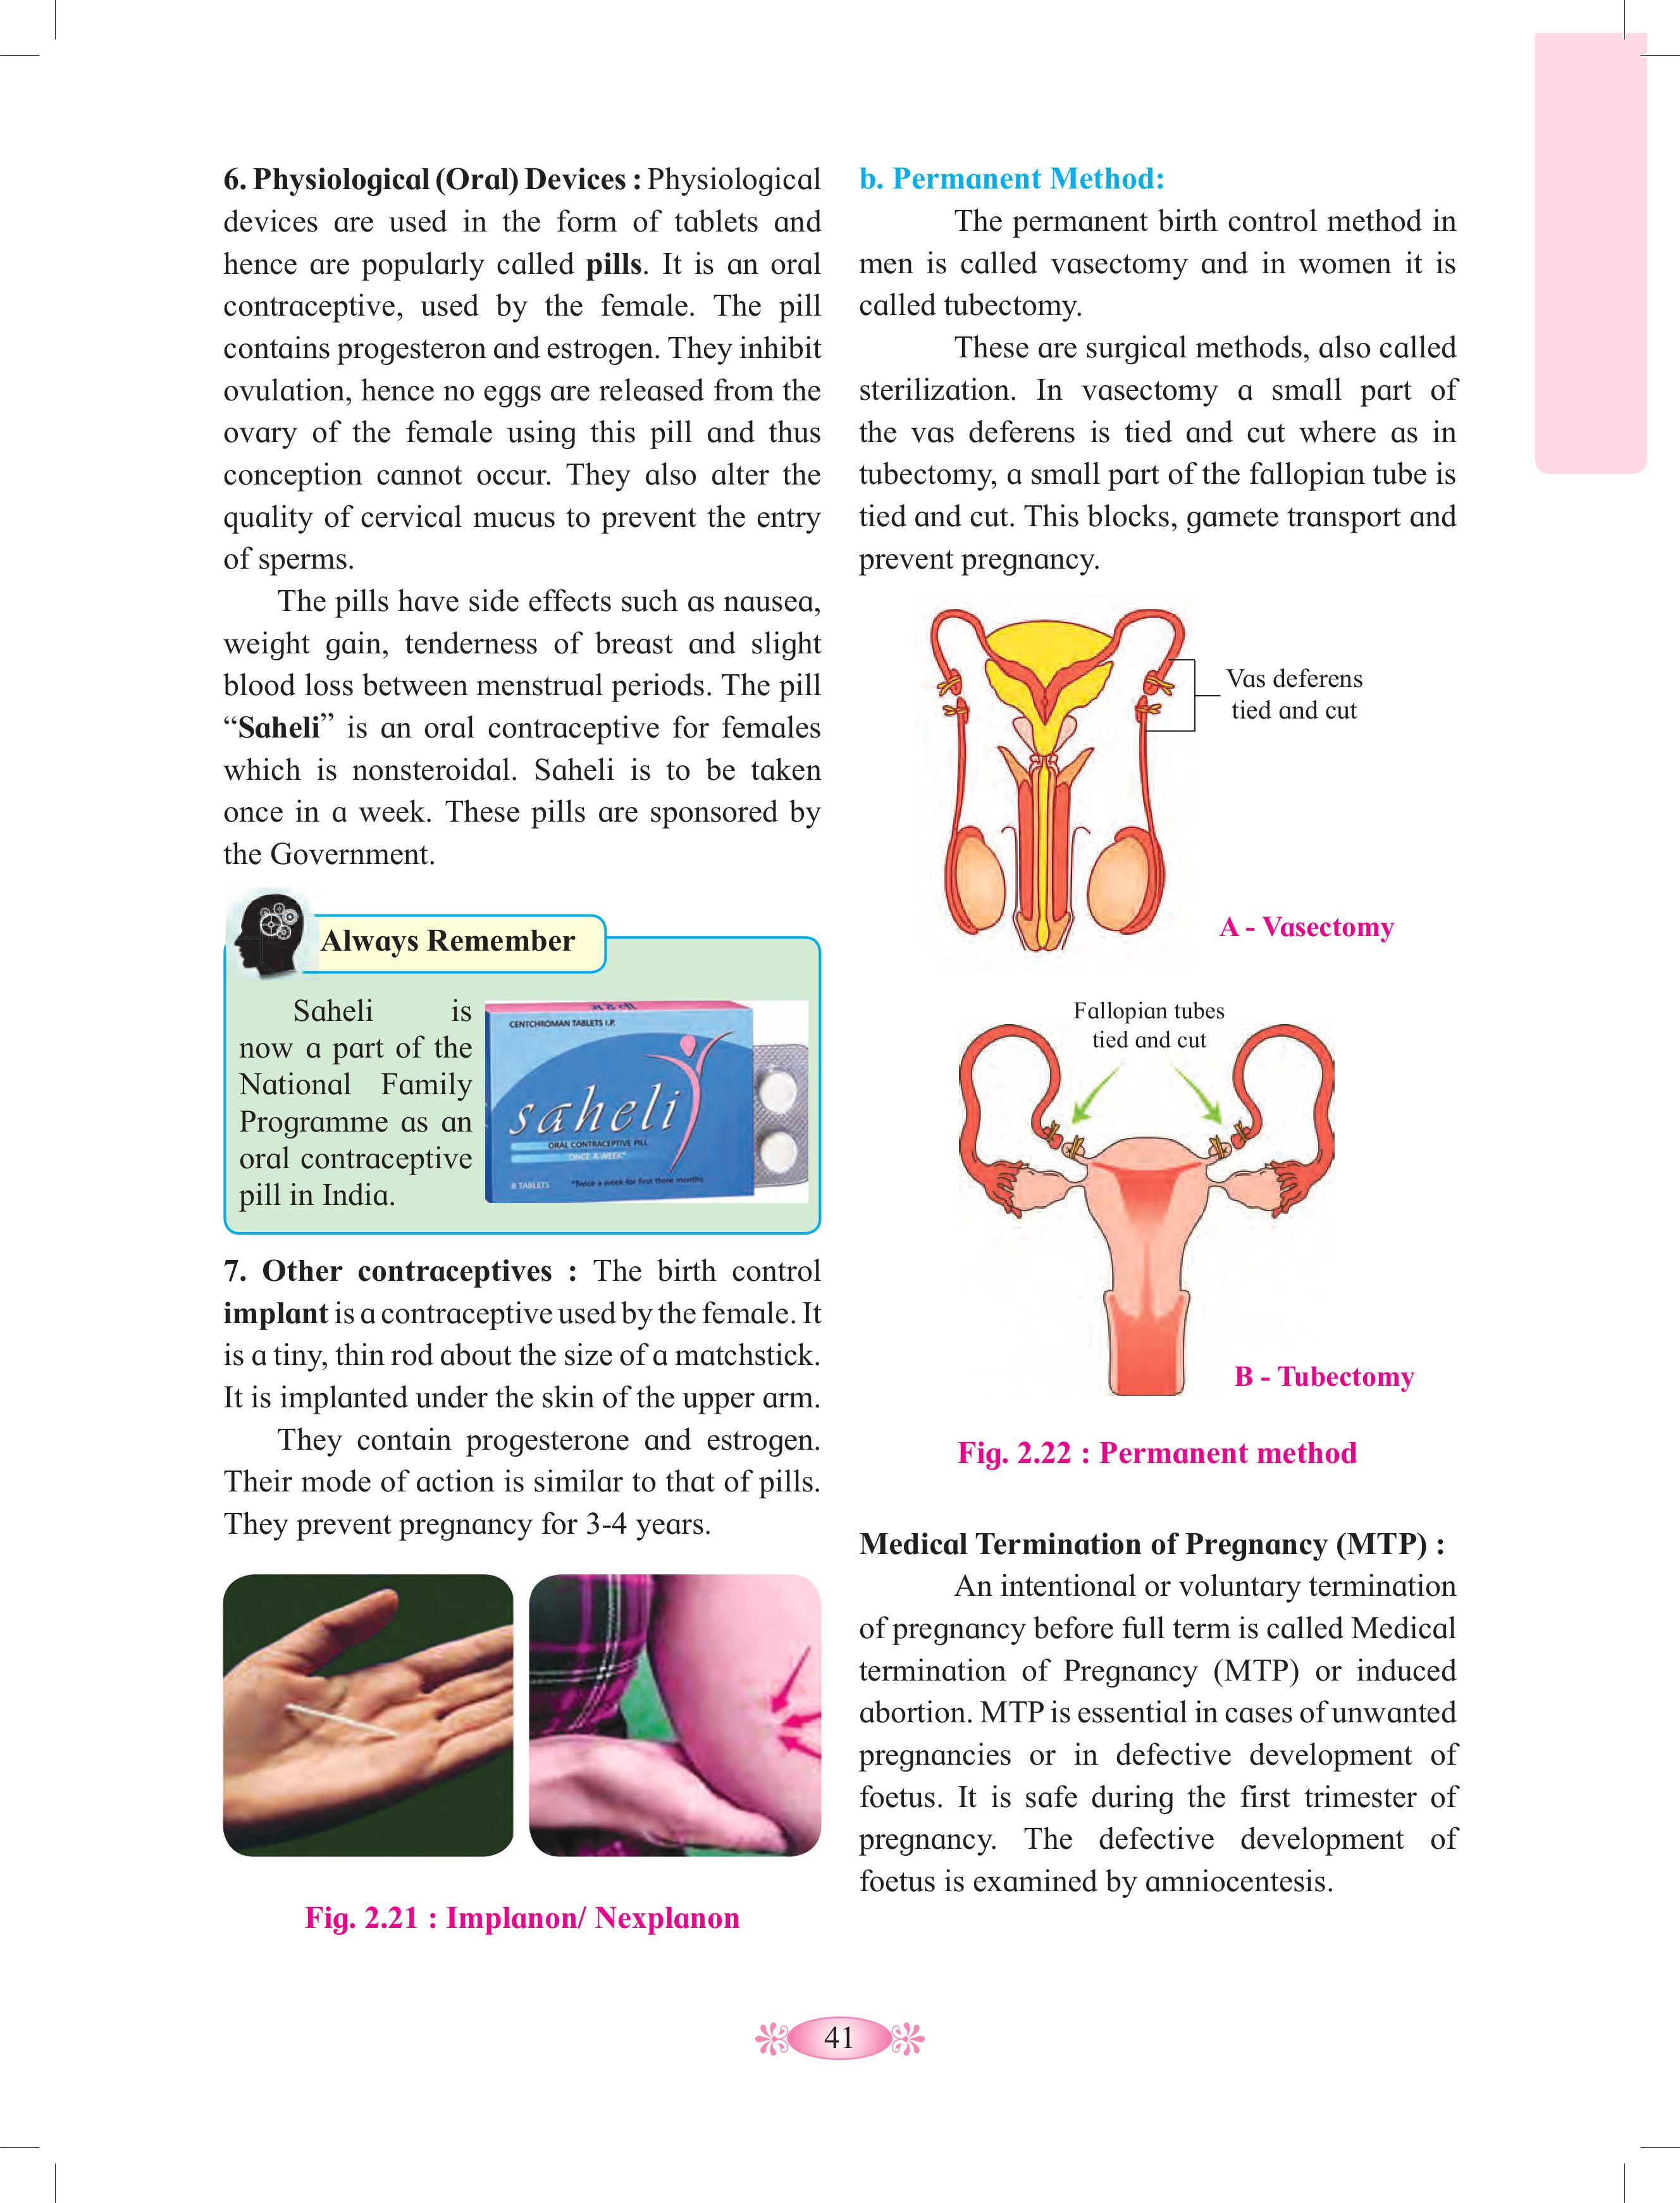 6. Physiological (Oral) Devices : Physiological
devices are used in the form of tablets and
hence are popularly called pills. It is an oral
contraceptive, used by the female. The pill
contains progesteron and estrogen. They inhibit
ovulation, hence no eggs are released from the
ovary of the female using this pill and thus
conception cannot occur. They also alter the
quality of cervical mucus to prevent the entry
of sperms.
The pills have side effects such as nausea,
weight gain, tenderness of breast and slight
blood loss between menstrual periods. The pill
“Saheli” is an oral contraceptive for females
which is nonsteroidal. Saheli is to be taken
once in a week. These pills are sponsored by
the Government.
Always Remember
Saheli is
now a part of the
National Family
Programme as an
oral contraceptive
pill in India.
CENTCHROMAN TABLETS I.P.
saheli
ORAL CONTRACEPTIVE PILL
ONCE A WEEK*
8 TABLETS
*Twice a week for first three months
7. Other contraceptives : The birth control
implant is a contraceptive used by the female. It
is a tiny, thin rod about the size of a matchstick.
It is implanted under the skin of the upper arm.
They contain progesterone and estrogen.
Their mode of action is similar to that of pills.
They prevent pregnancy for 3-4 years.
Fig. 2.21 : Implanon/ Nexplanon
b. Permanent Method:
The permanent birth control method in
men is called vasectomy and in women it is
called tubectomy.
These are surgical methods, also called
sterilization. In vasectomy a small part of
the vas deferens is tied and cut where as in
tubectomy, a small part of the fallopian tube is
tied and cut. This blocks, gamete transport and
prevent pregnancy.
Vas deferens
tied and cut
A - Vasectomy
Fallopian tubes
tied and cut
B - Tubectomy
Fig. 2.22 : Permanent method
Medical Termination of Pregnancy (MTP) :
An intentional or voluntary termination
of pregnancy before full term is called Medical
termination of Pregnancy (MTP) or induced
abortion. MTP is essential in cases of unwanted
pregnancies or in defective development of
foetus. It is safe during the first trimester of
pregnancy. The defective development of
foetus is examined by amniocentesis.
41